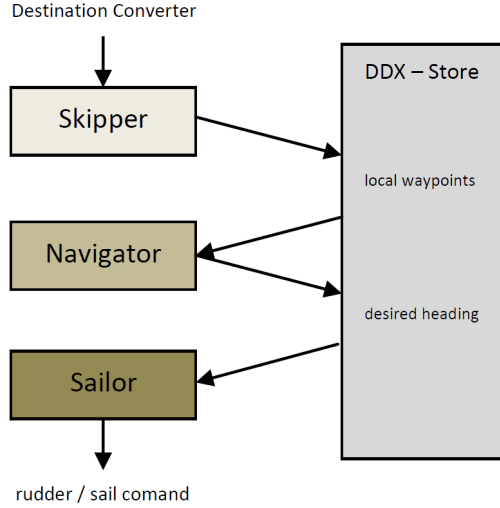 Destination Converter
DDX – Store
Skipper
local waypoints
Navigator
desired heading
Sailor
rudder / sail comand